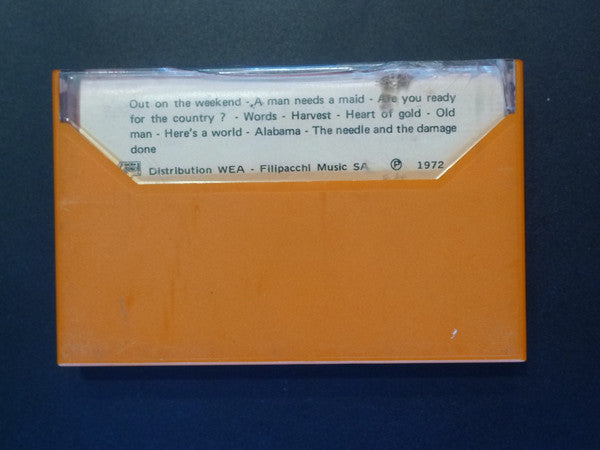 Out on the weekend - A man needs a maid - Are you ready
for the country ? - Words - Harvest - Heart of gold - Old
man - Here's a world - Alabama - The needle and the damage
done
Distribution WEA - Filipacchi Music SA ℗ 1972